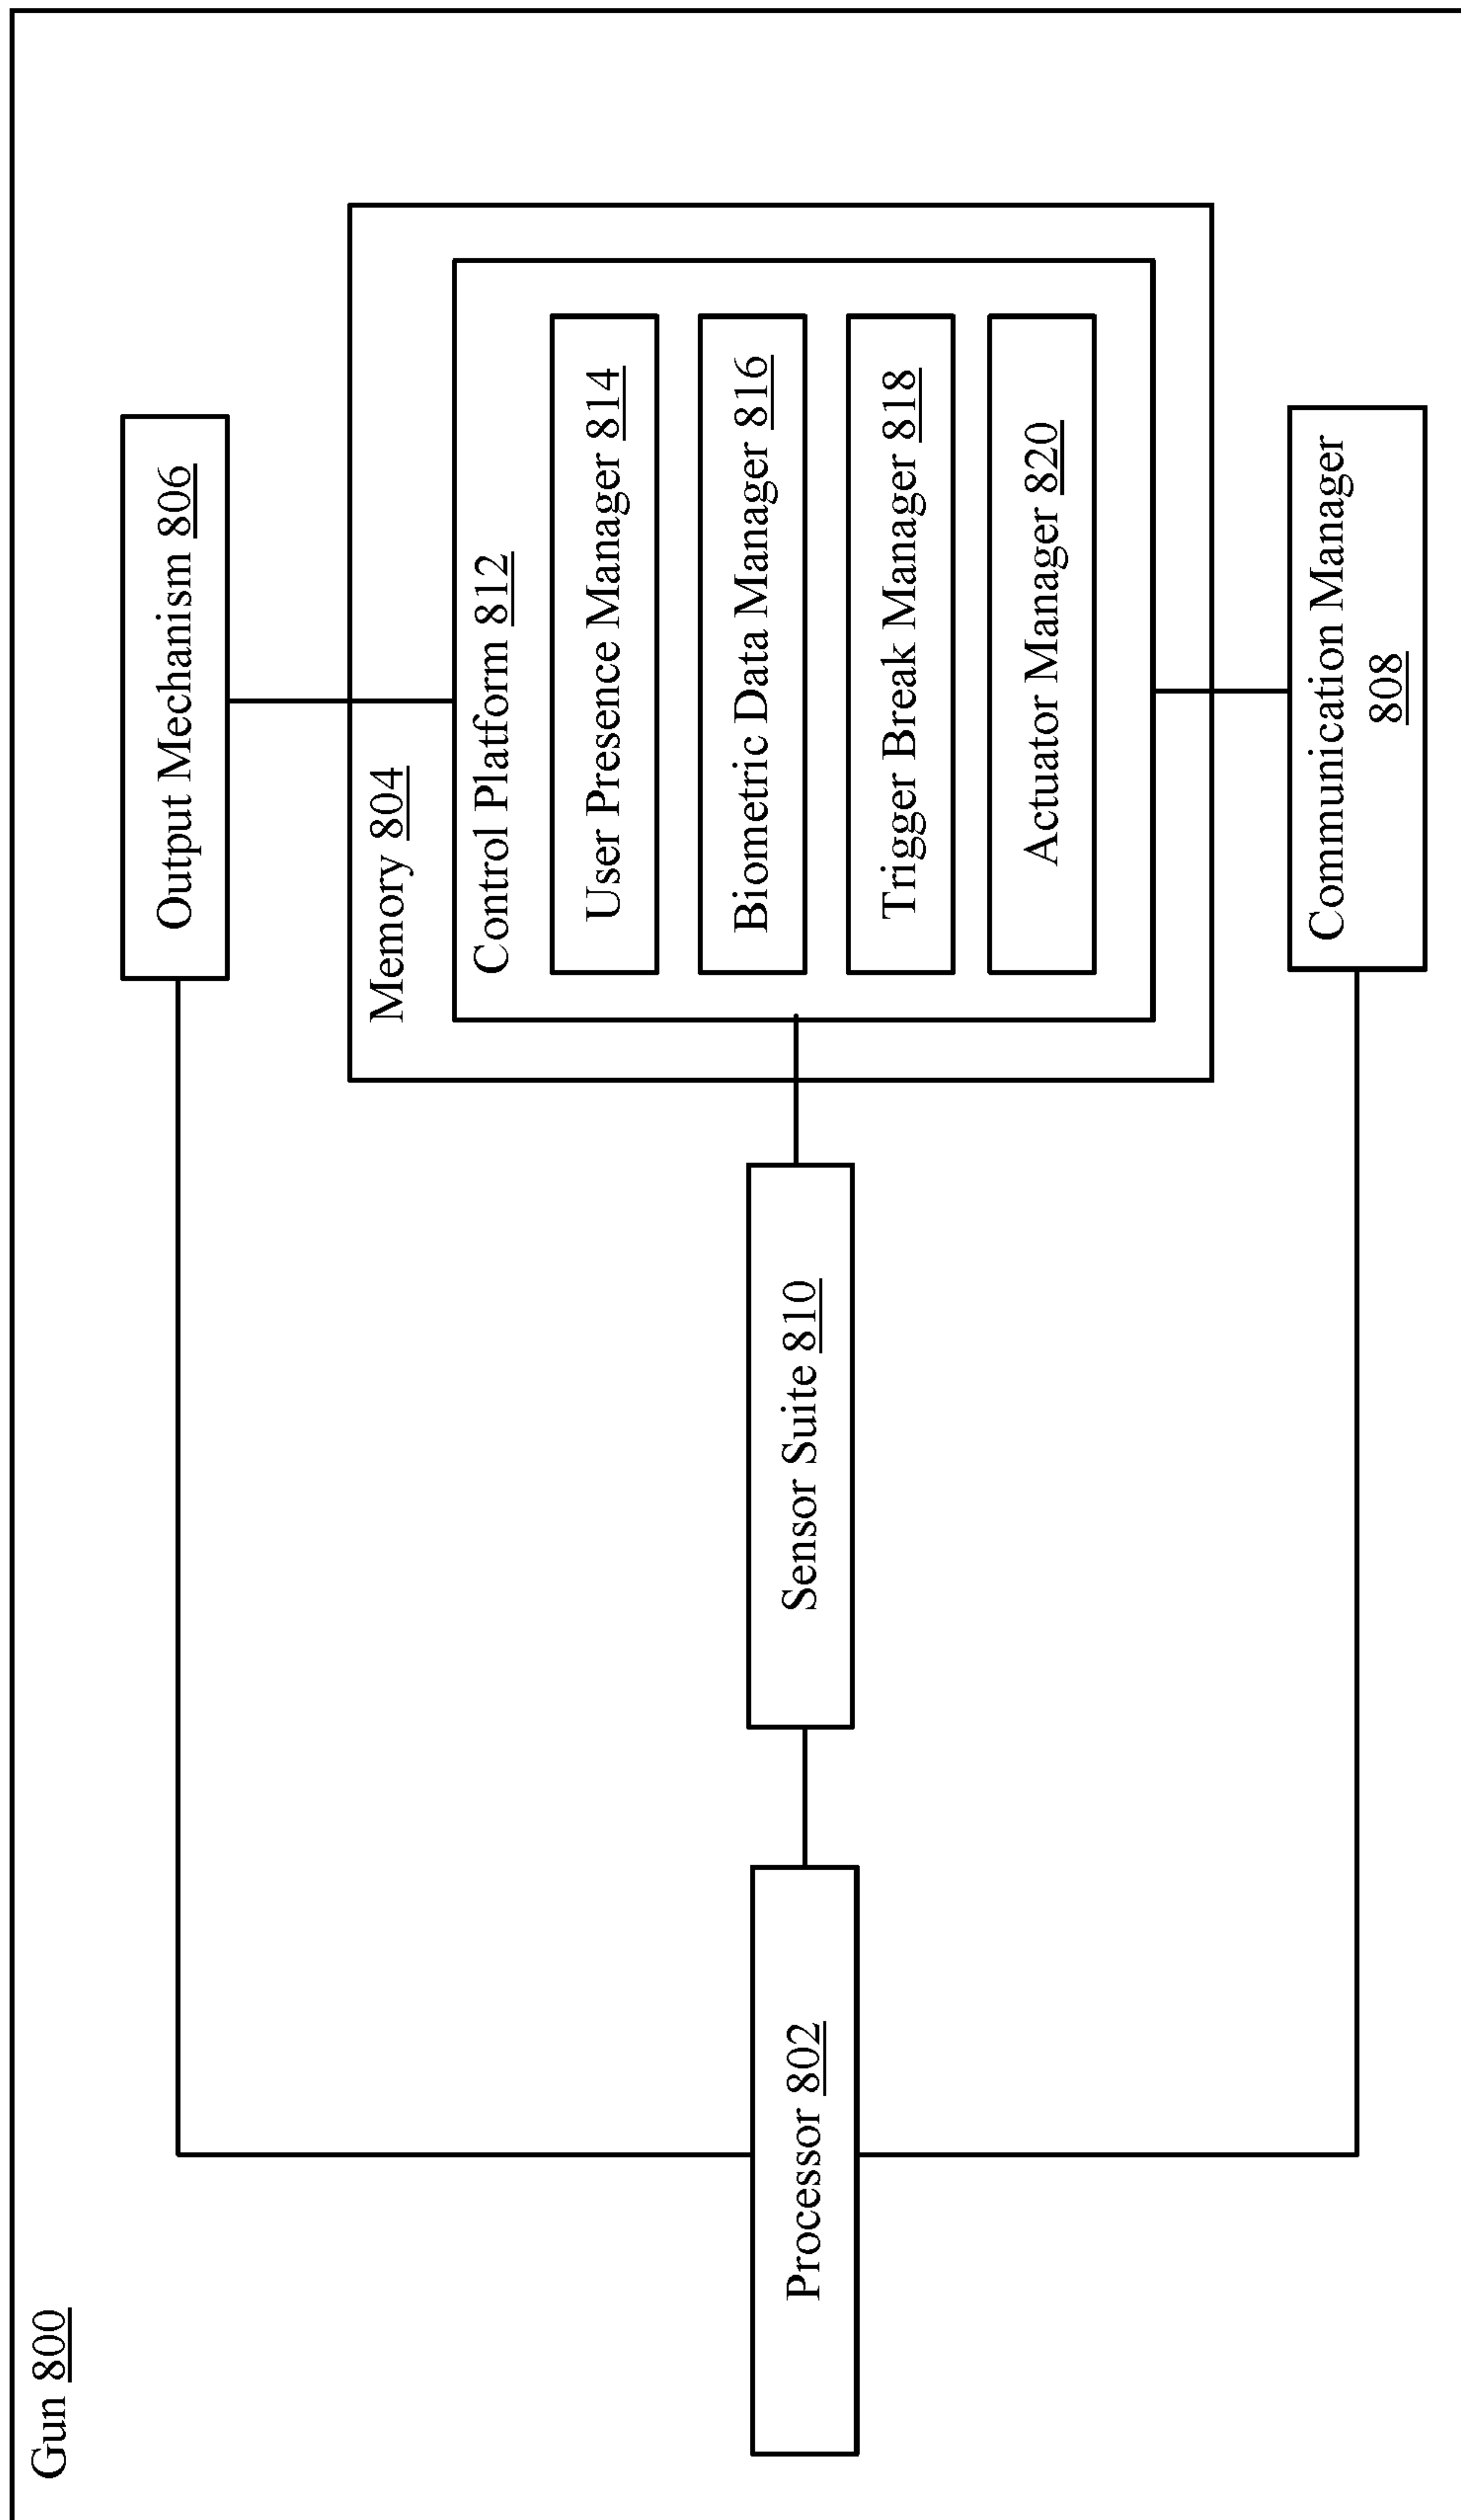 Gun 800
Output Mechanism 806
Memory 804
Control Platform 812
User Presence Manager 814
Biometric Data Manager 816
Trigger Break Manager 818
Actuator Manager 820
Processor 802
Sensor Suite 810
Communication Manager
808